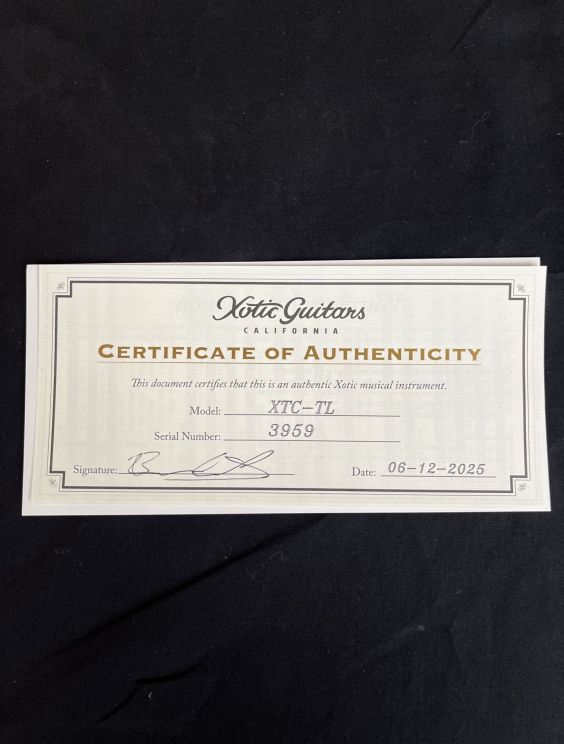 Xotic Guitars
CALIFORNIA
CERTIFICATE OF AUTHENTICITY
This document certifies that this is an authentic Xotic musical instrument.
Model: XTC-TL
Serial Number: 3959
Signature:
Date: 06-12-2025